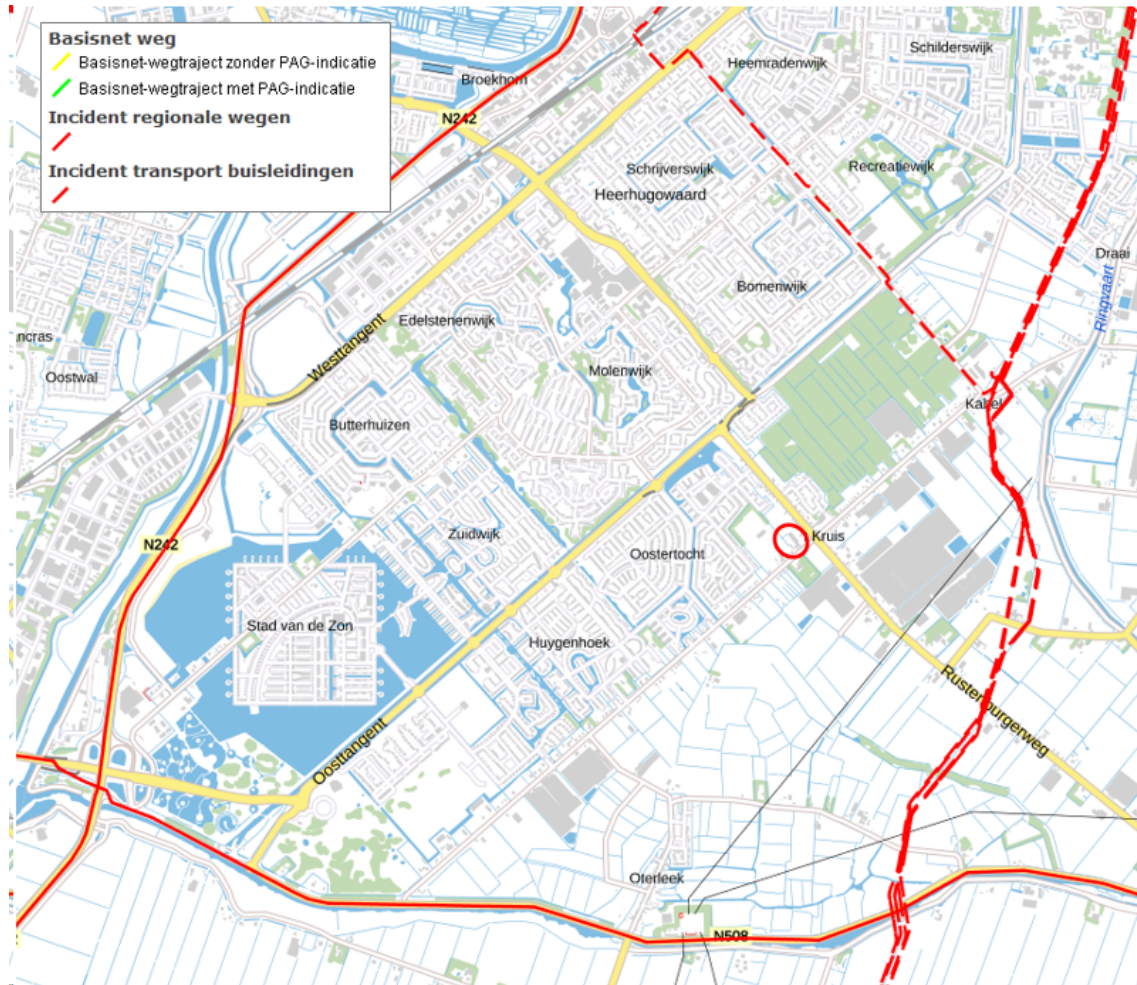 Basisnet weg
Basisnet-wegtraject zonder PAG-indicatie
Basisnet-wegtraject met PAG-indicatie
Incident regionale wegen
Incident transport buisleidingen
Schilderswijk
Heemradenwijk
Broekhorn
N242
Schrijverswijk
Recreatiewijk
Heerhugowaard
Draai
Ringvaart
Bomenwijk
Edelstenenwijk
Westtangent
ancras
Oostwal
Molenwijk
Kabel
Butterhuizen
Zuidwijk
Kruis
N242
Oostertocht
Stad van de Zon
Huygenhoek
Rustenburgerweg
Oosttangent
Oterleek
N508